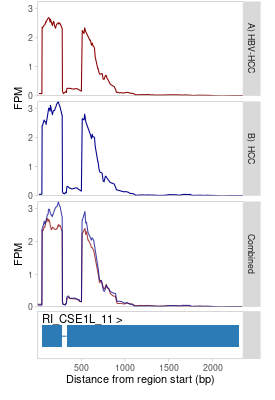 3
2
1
0
FPM
A) HBV-HCC
3
2
1
0
B) HCC
3
2
1
0
FPM
Combined
RI_CSE1L_11 >
500
1000
1500
2000
Distance from region start (bp)